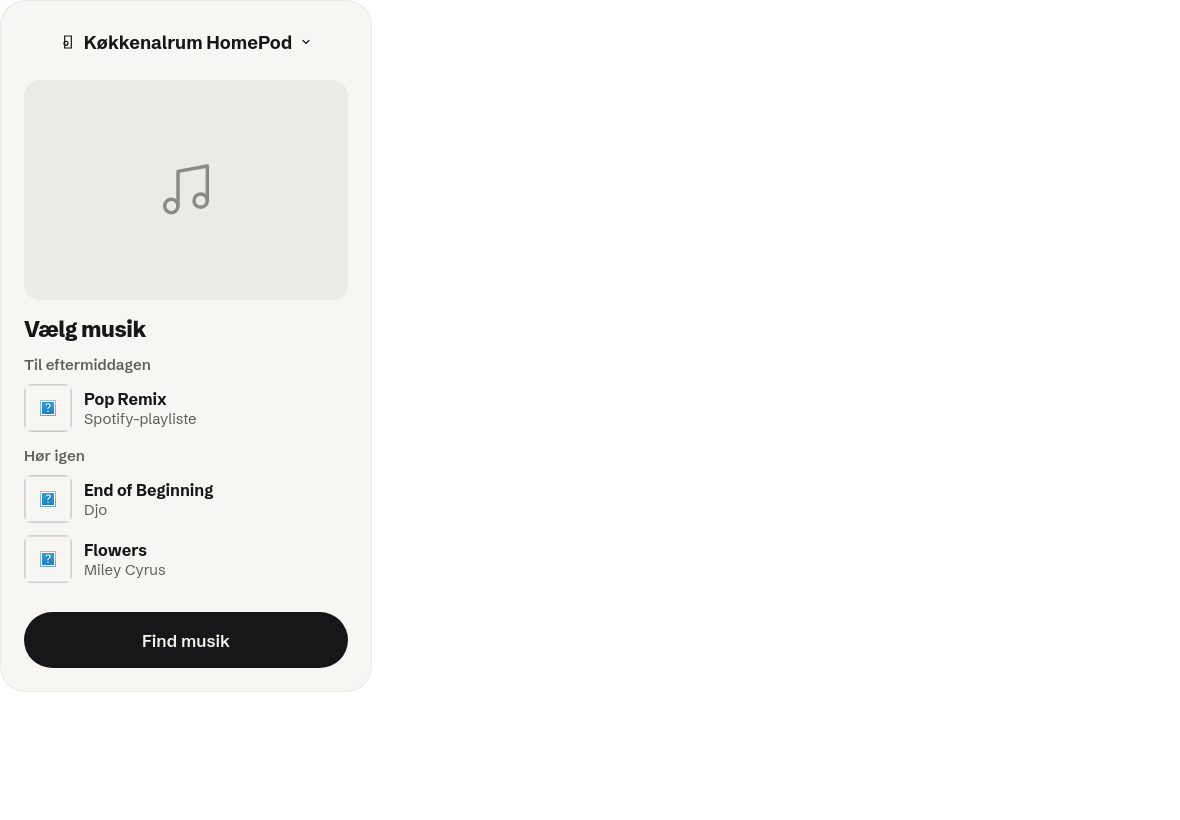 Køkkenalrum HomePod
Vælg musik
Til eftermiddagen
Pop Remix
Spotify-playliste
Hør igen
End of Beginning
Djo
Flowers
Miley Cyrus
Find musik